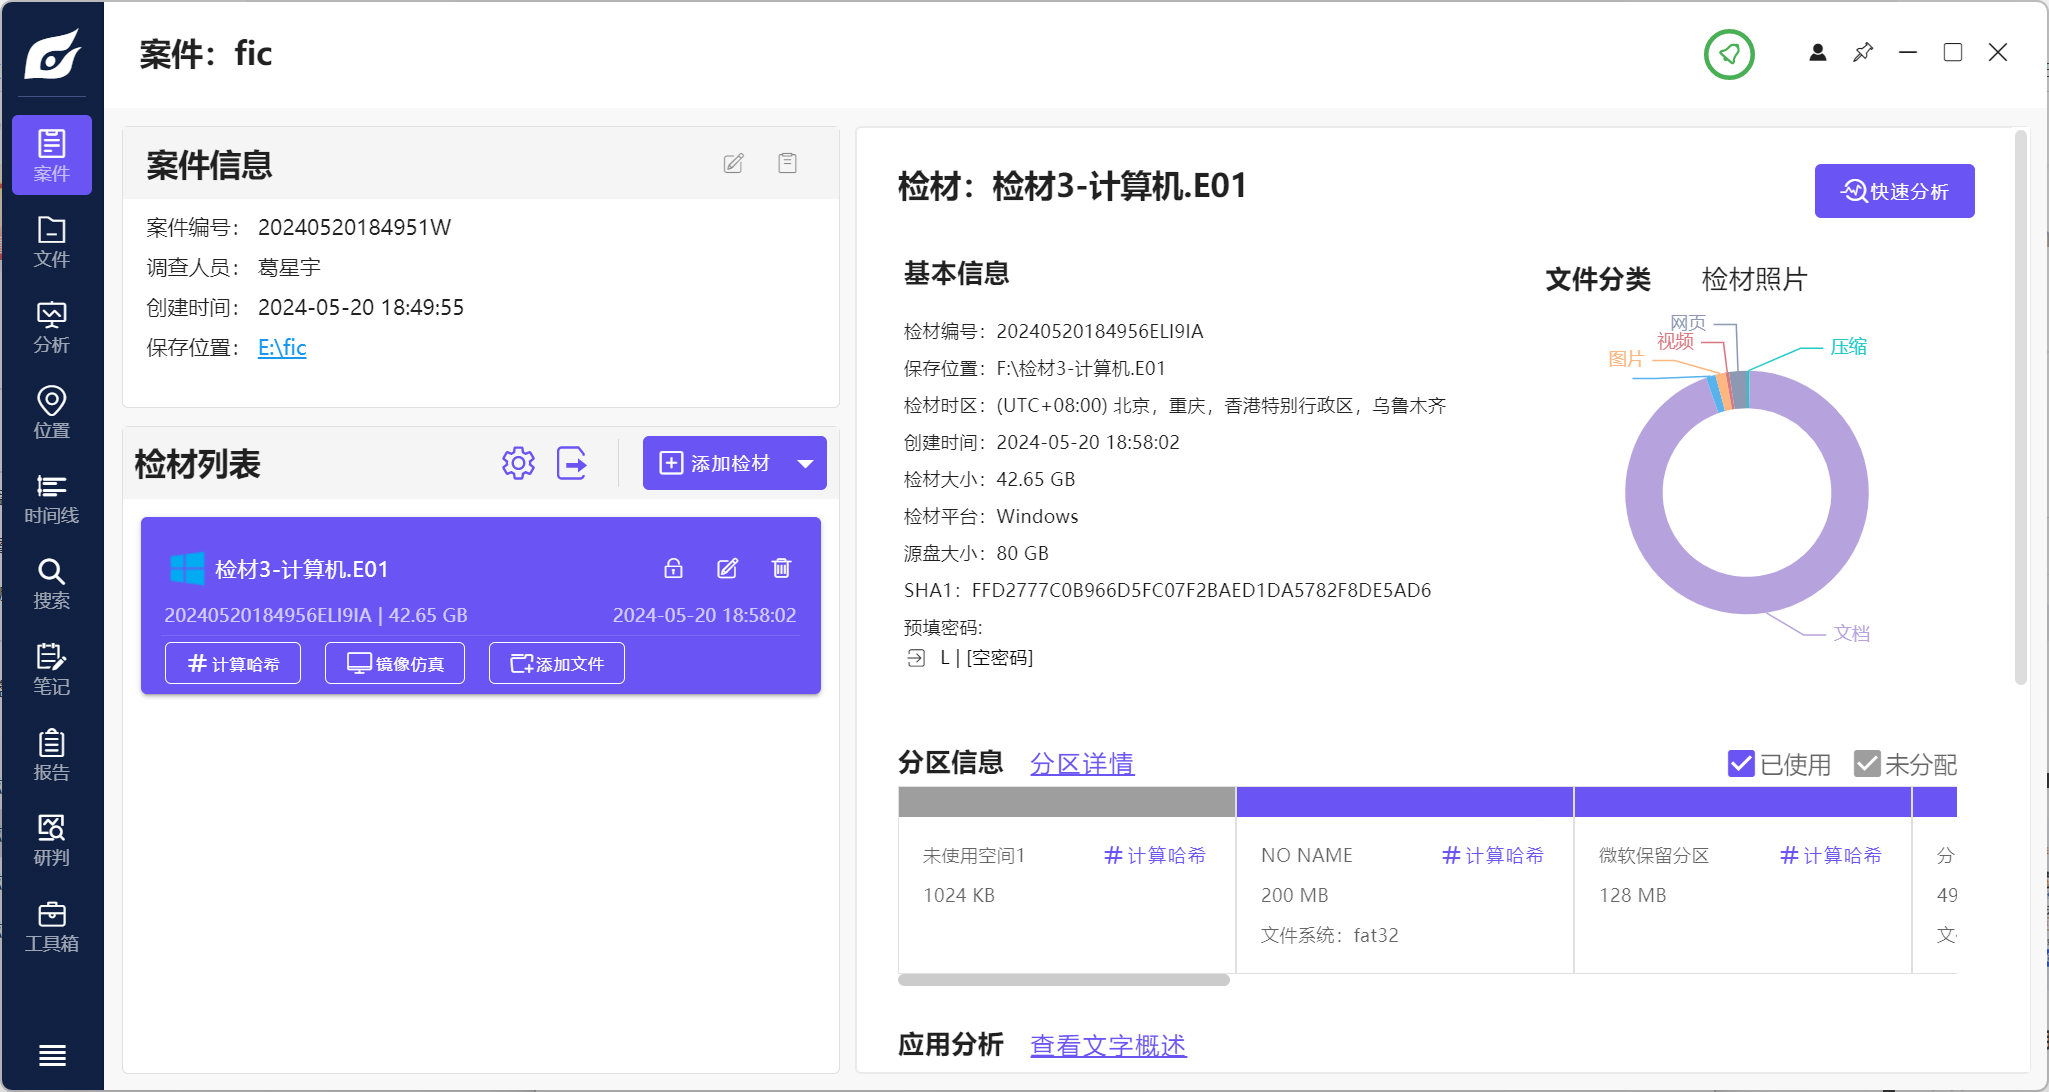 案件：fic
案件
文件
分析
位置
时间线
搜索
笔记
报告
研判
工具箱
案件信息
案件编号： 20240520184951W
调查人员： 葛星宇
创建时间： 2024-05-20 18:49:55
保存位置： E:\fic
检材列表
添加检材
检材3-计算机.E01
20240520184956ELI9IA | 42.65 GB
2024-05-20 18:58:02
计算哈希
镜像仿真
添加文件
检材：检材3-计算机.E01
快速分析
基本信息
检材编号：20240520184956ELI9IA
保存位置：F:\检材3-计算机.E01
检材时区：(UTC+08:00) 北京，重庆，香港特别行政区，乌鲁木齐
创建时间：2024-05-20 18:58:02
检材大小：42.65 GB
检材平台：Windows
源盘大小：80 GB
SHA1：FFD2777C0B966D5FC07F2BAED1DA5782F8DE5AD6
预填密码:
L | [空密码]
文件分类
检材照片
网页
视频
图片
压缩
文档
分区信息
分区详情
已使用
未分配
未使用空间1
计算哈希
1024 KB
NO NAME
计算哈希
200 MB
文件系统：fat32
微软保留分区
计算哈希
128 MB
分
49
文
应用分析
查看文字概述